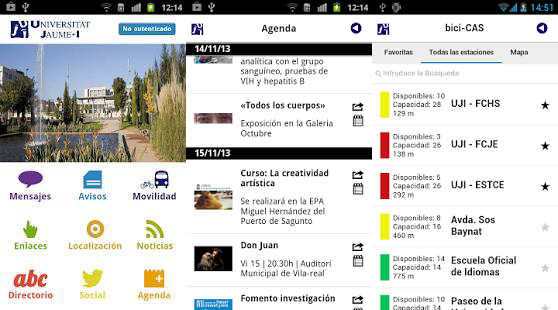 12:14
UNIVERSITAT
JAUME·I
No autenticado
Mensajes
Avisos
Movilidad
Enlaces
Localización
Noticias
abc
Directorio
Social
Agenda
12:14
Agenda
14/11/13
analítica con el grupo
sanguíneo, pruebas de
VIH y hepatitis
«Todos los cuerpos»
Exposición en la Galeria
Octubre
15/11/13
Curso: La creatividad
artística
Se realizará en la EPA
Miguel Hernández del
Puerto de Sagunto
Don Juan
Vi 15 | 20.30h | Auditori
Municipal de Vila-real
Fomento investigación
14:51
bici-CAS
Favoritas
Todas las estaciones
Mapa
Introduce la Búsqueda
Disponibles: 10
Capacidad: 28
129 m
UJI - FCHS
Disponibles: 3
Capacidad: 26
138 m
UJI - FCJE
Disponibles: 5
Capacidad: 26
292 m
UJI - ESTCE
Disponibles: 8
Capacidad: 16
460 m
Avda. Sos
Baynat
Disponibles: 14
Capacidad: 14
775 m
Escuela Oficial
de Idiomas
Disponibles: 10
Capacidad: 14
Paseo de la